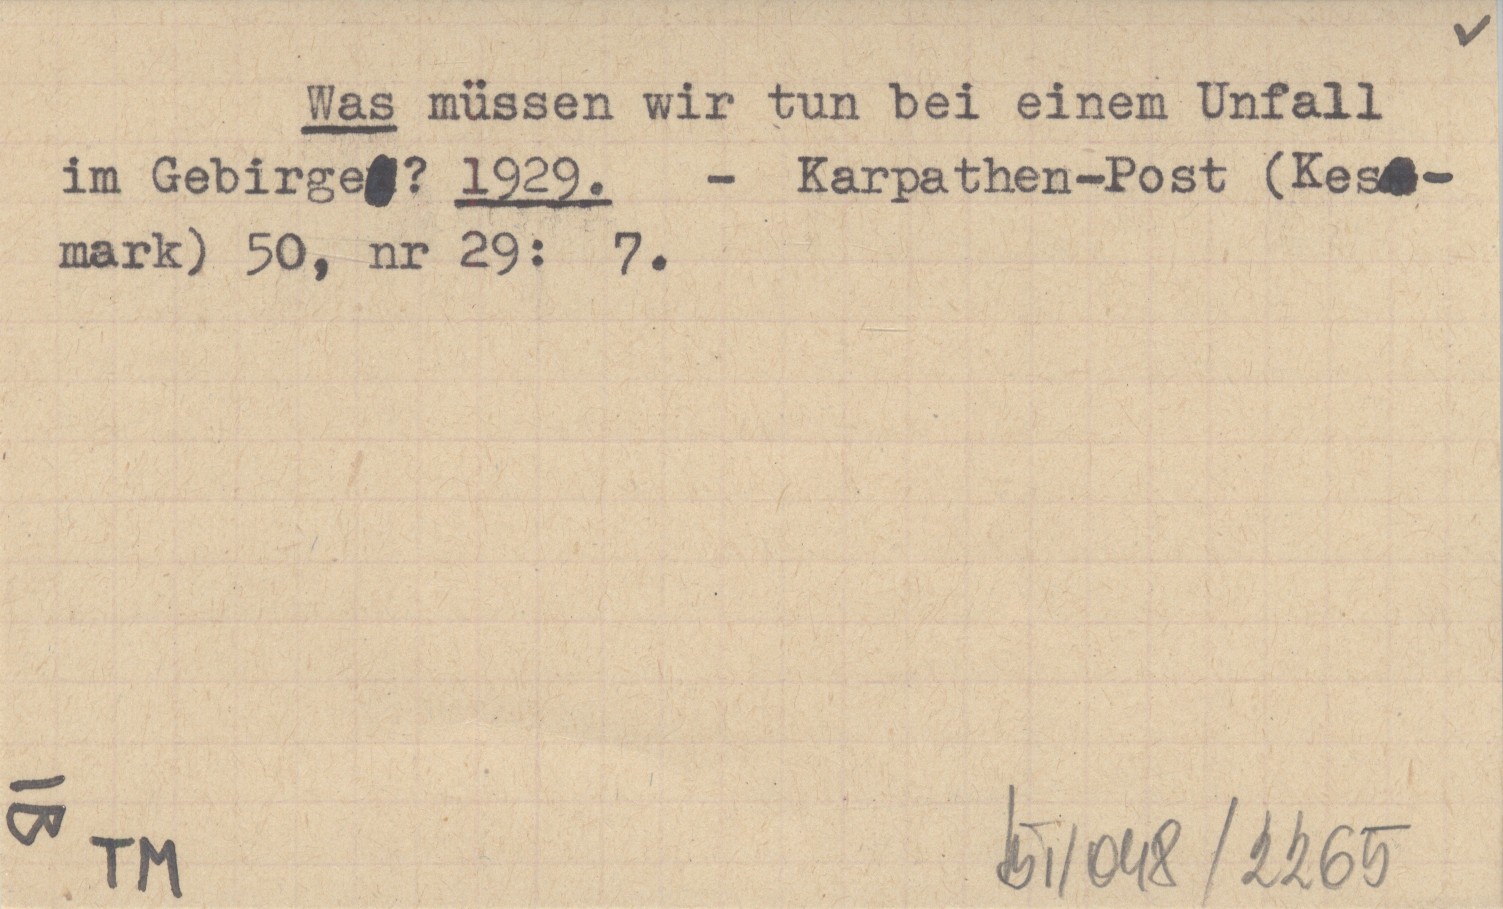 ✓
Was müssen wir tun bei einem Unfall
im Gebirge? 1929. - Karpathen-Post (Kes-
mark) 50, nr 29: 7.
IB
TM
/048/2265